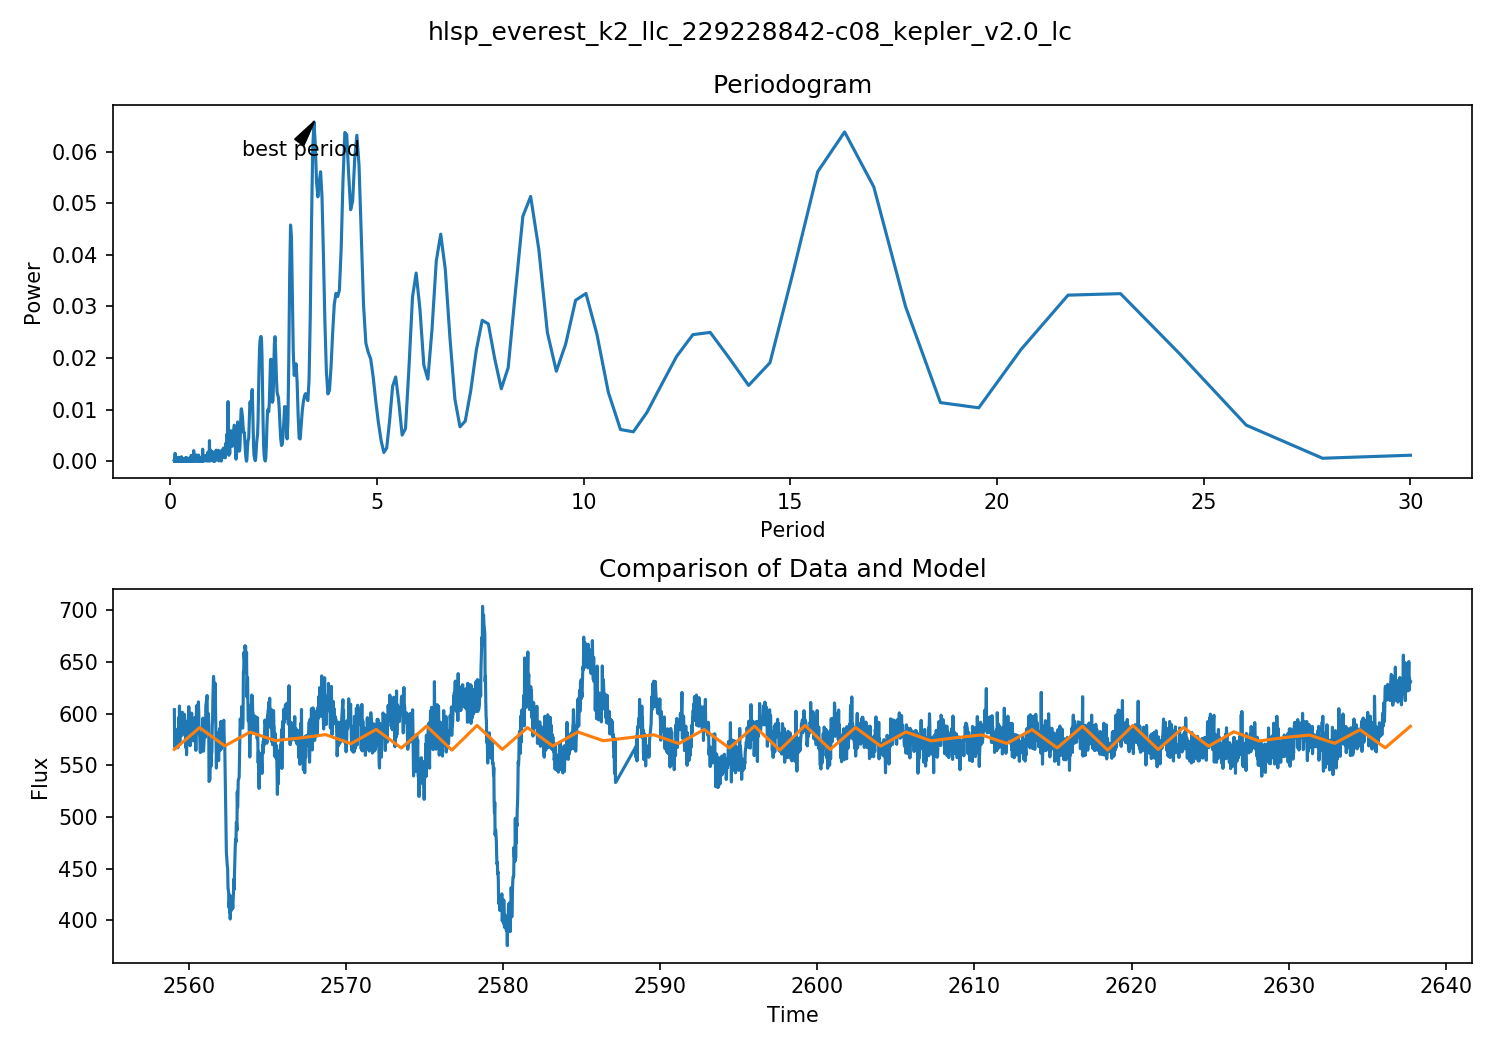 hlsp_everest_k2_llc_229228842-c08_kepler_v2.0_lc
Periodogram
best period
Power
0.06
0.05
0.04
0.03
0.02
0.01
0.00
0 5 10 15 20 25 30
Period
Comparison of Data and Model
Flux
700
650
600
550
500
450
400
2560 2570 2580 2590 2600 2610 2620 2630 2640
Time